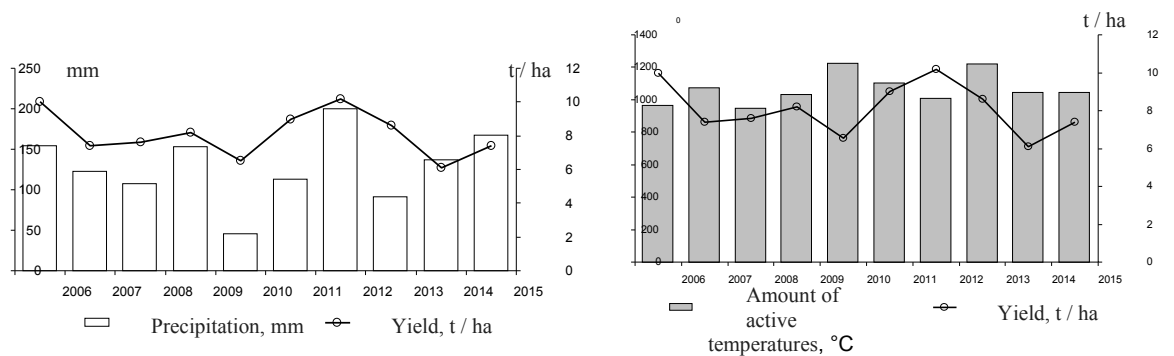 mm
t / ha
250
200
150
100
50
0
12
10
8
6
4
2
0
2006 2007 2008 2009 2010 2011 2012 2013 2014 2015
Precipitation, mm
Yield, t / ha
0
t / ha
1400
1200
1000
800
600
400
200
0
12
10
8
6
4
2
0
2006 2007 2008 2009 2010 2011 2012 2013 2014 2015
Amount of
active
temperatures, °C
Yield, t / ha